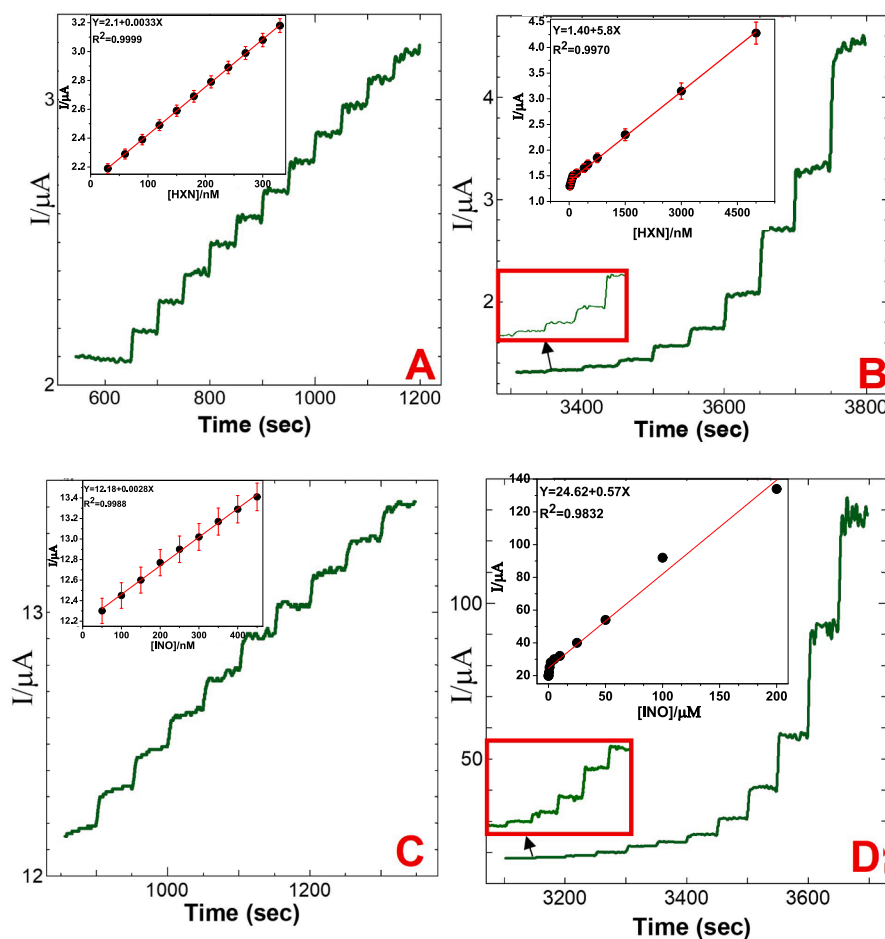 Y=2.1+0.0033X
R²=0.9999
3,2
3,0
2,8
2,6
2,4
2,2
I/µA
0 100 200 300
[HXN]/nM
3
2
I/µA
600 800 1000 1200
Time (sec)
A
Y=1.40+5.8X
R²=0.9970
4.5
4.0
3.5
3.0
2.5
2.0
1.5
1.0
I/µA
0 1500 3000 4500
[HXN]/nM
4
3
2
I/µA
3400 3600 3800
Time (sec)
B
Y=12.18+0.0028X
R²=0.9988
13,4
13,2
13,0
12,8
12,6
12,4
12,2
I/µA
0 100 200 300 400
[INO]/nM
13
12
I/µA
1000 1200
Time (sec)
C
Y=24.62+0.57X
R²=0.9832
140
120
100
80
60
40
20
I/µA
0 50 100 150 200
[INO]/µM
100
50
I/µA
3200 3400 3600
Time (sec)
D